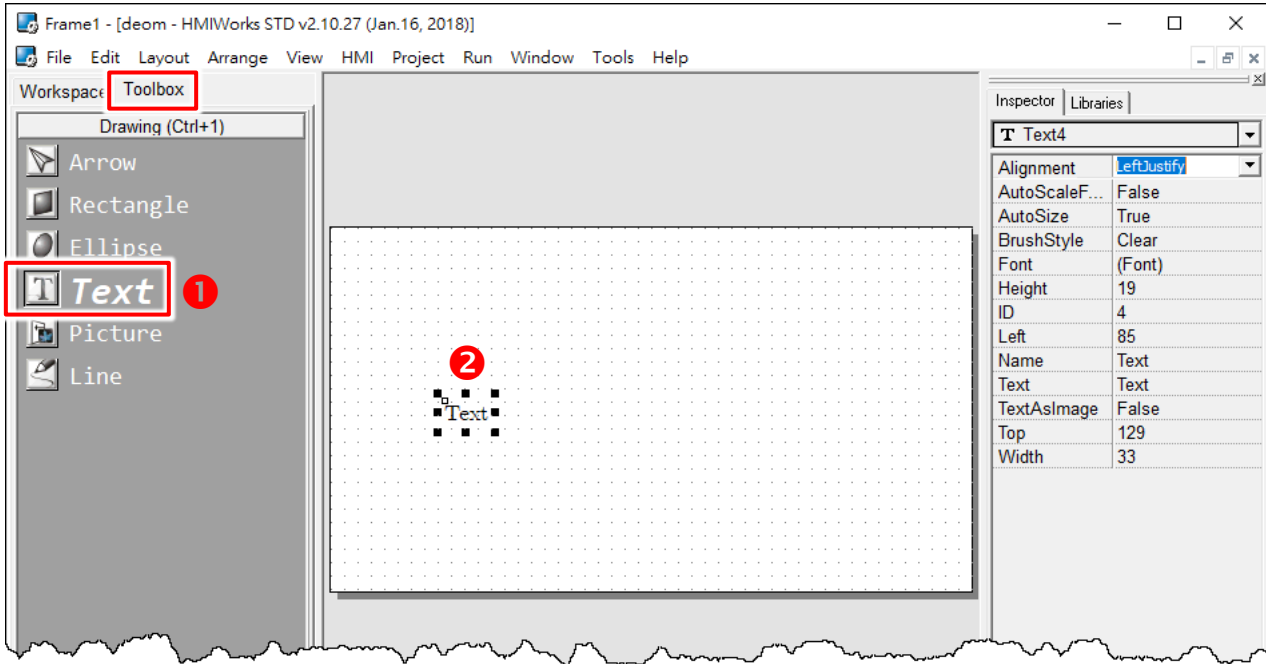 Frame1 - [deom - HMIWorks STD v2.10.27 (Jan.16, 2018)]
File Edit Layout Arrange View HMI Project Run Window Tools Help
Workspace Toolbox
Drawing (Ctrl+1)
Arrow
Rectangle
Ellipse
Text 1
Picture
Line
2
Text
Inspector Libraries
T Text4
Alignment LeftJustify
AutoScaleF... False
AutoSize True
BrushStyle Clear
Font (Font)
Height 19
ID 4
Left 85
Name Text
Text Text
TextAsImage False
Top 129
Width 33